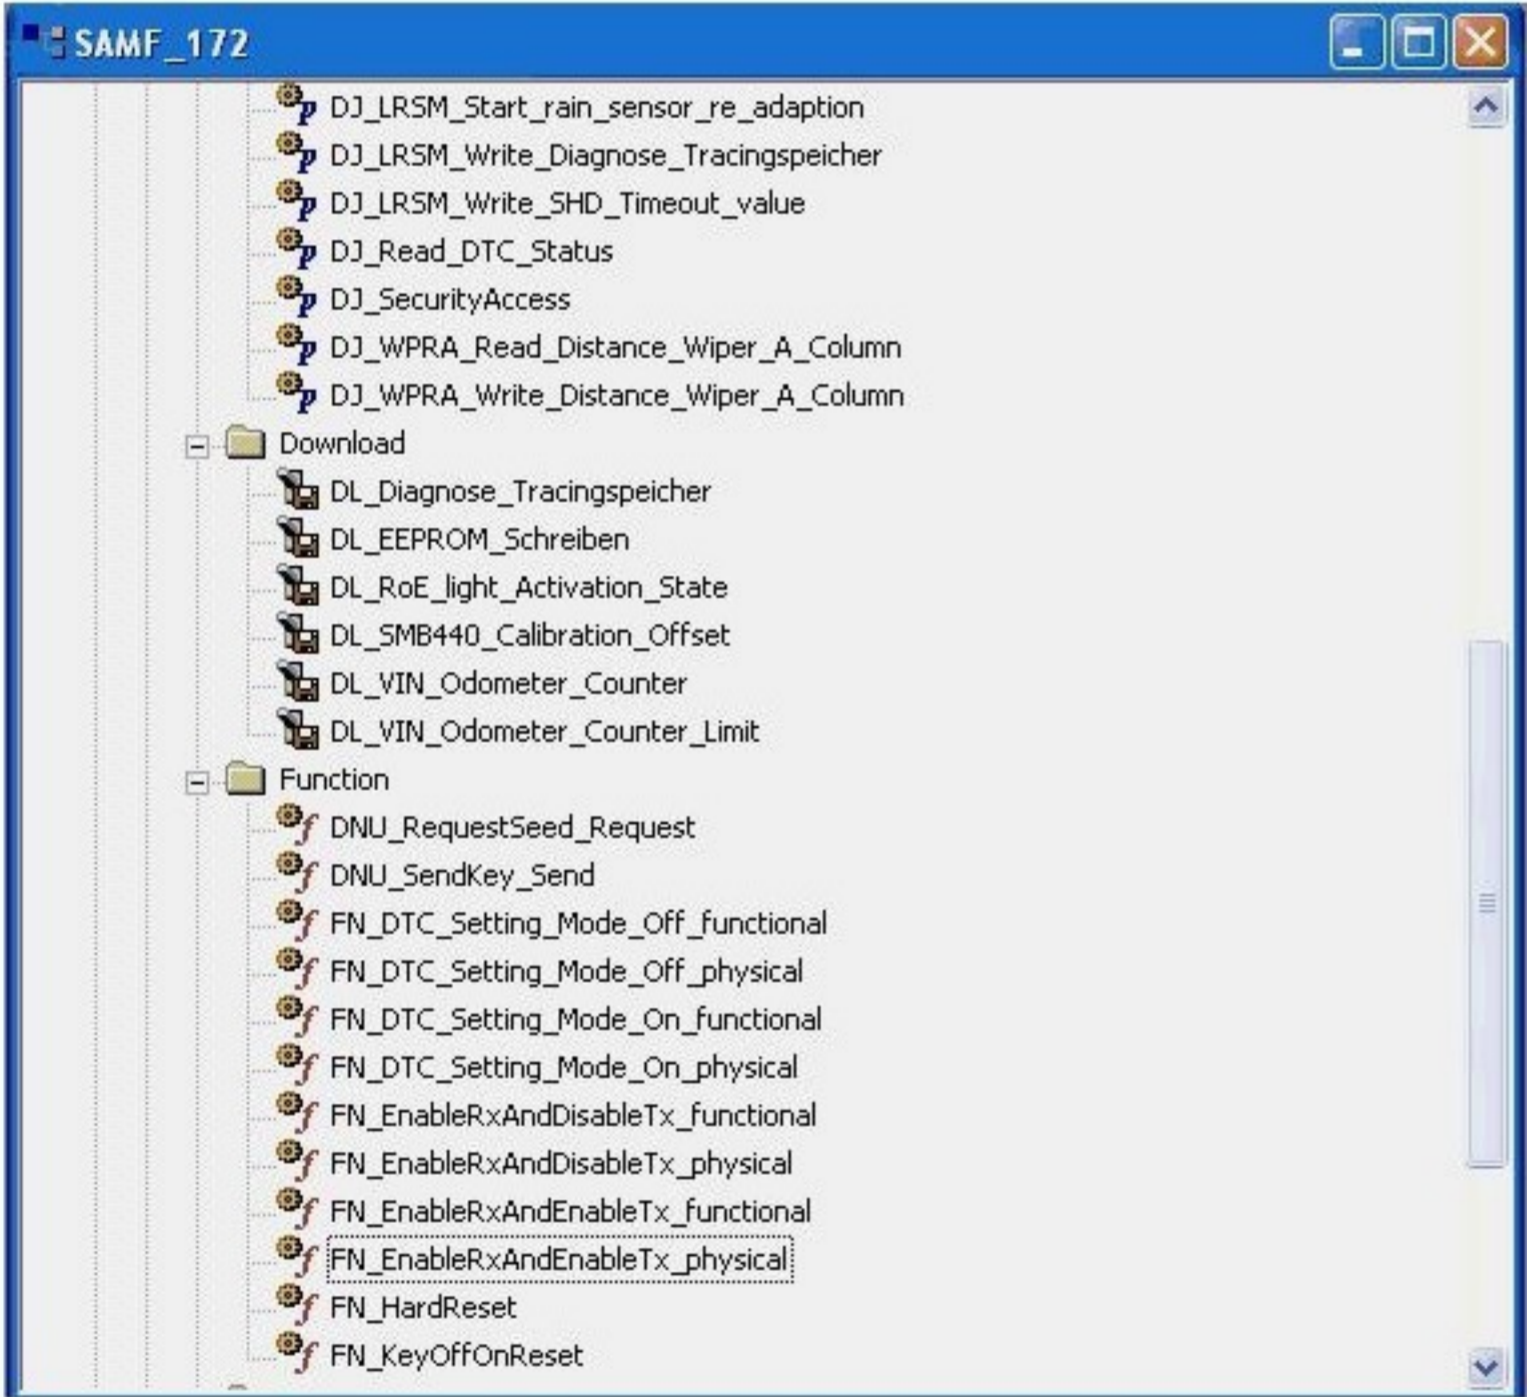 SAMF_172
DJ_LRSM_Start_rain_sensor_re_adaption
DJ_LRSM_Write_Diagnose_Tracingspeicher
DJ_LRSM_Write_SHD_Timeout_value
DJ_Read_DTC_Status
DJ_SecurityAccess
DJ_WPRA_Read_Distance_Wiper_A_Column
DJ_WPRA_Write_Distance_Wiper_A_Column
Download
DL_Diagnose_Tracingspeicher
DL_EEPROM_Schreiben
DL_RoE_light_Activation_State
DL_SMB440_Calibration_Offset
DL_VIN_Odometer_Counter
DL_VIN_Odometer_Counter_Limit
Function
DNU_RequestSeed_Request
DNU_SendKey_Send
FN_DTC_Setting_Mode_Off_functional
FN_DTC_Setting_Mode_Off_physical
FN_DTC_Setting_Mode_On_functional
FN_DTC_Setting_Mode_On_physical
FN_EnableRxAndDisableTx_functional
FN_EnableRxAndDisableTx_physical
FN_EnableRxAndEnableTx_functional
FN_EnableRxAndEnableTx_physical
FN_HardReset
FN_KeyOffOnReset